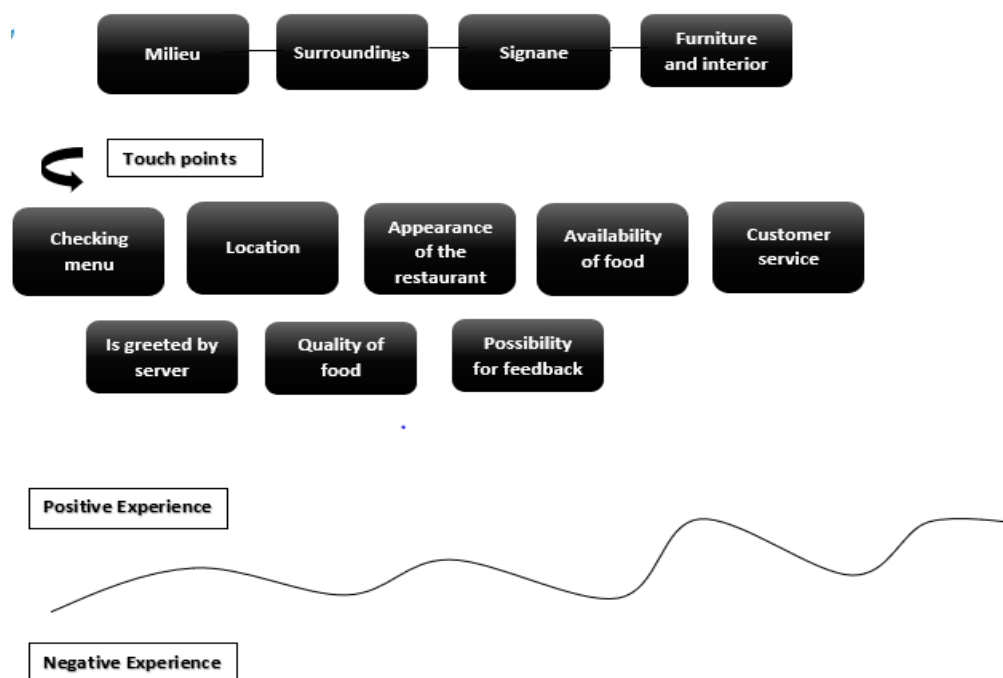 Milieu
Surroundings
Signane
Furniture
and interior
Touch points
Checking
menu
Location
Appearance
of the
restaurant
Availability
of food
Customer
service
Is greeted by
server
Quality of
food
Possibility
for feedback
Positive Experience
Negative Experience